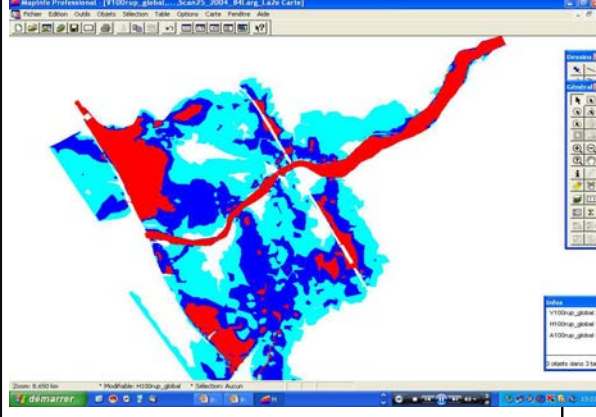 MapInfo Professional - [V100rup_global,...,Scan25_2004_84Larg_La2e Carte]
Fichier Edition Outils Objets Sélection Table Options Carte Fenêtre Aide
Dessins
Général
Infos
V100rup_global
H100rup_global
A100rup_global
3 objets dans 3 ta
Zoom: 8,650 km
Modifiable: H100rup_global
Sélection: Aucun
démarrer